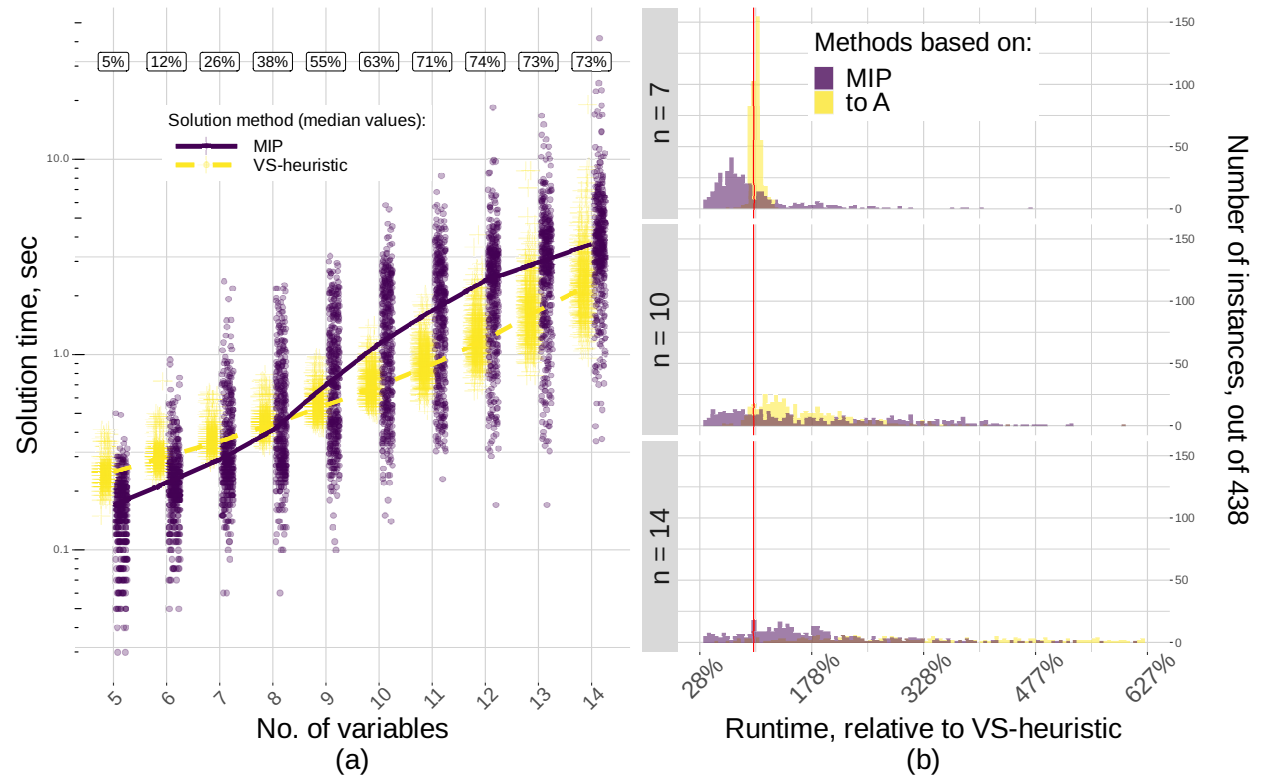 5% 12% 26% 38% 55% 63% 71% 74% 73% 73%
Solution method (median values):
MIP
VS-heuristic
10.0
1.0
0.1
Solution time, sec
5 6 7 8 9 10 11 12 13 14
No. of variables
(a)
Methods based on:
MIP
to A
n = 7
150
100
50
0
n = 10
150
100
50
0
n = 14
150
100
50
0
Number of instances, out of 438
28% 178% 328% 477% 627%
Runtime, relative to VS-heuristic
(b)